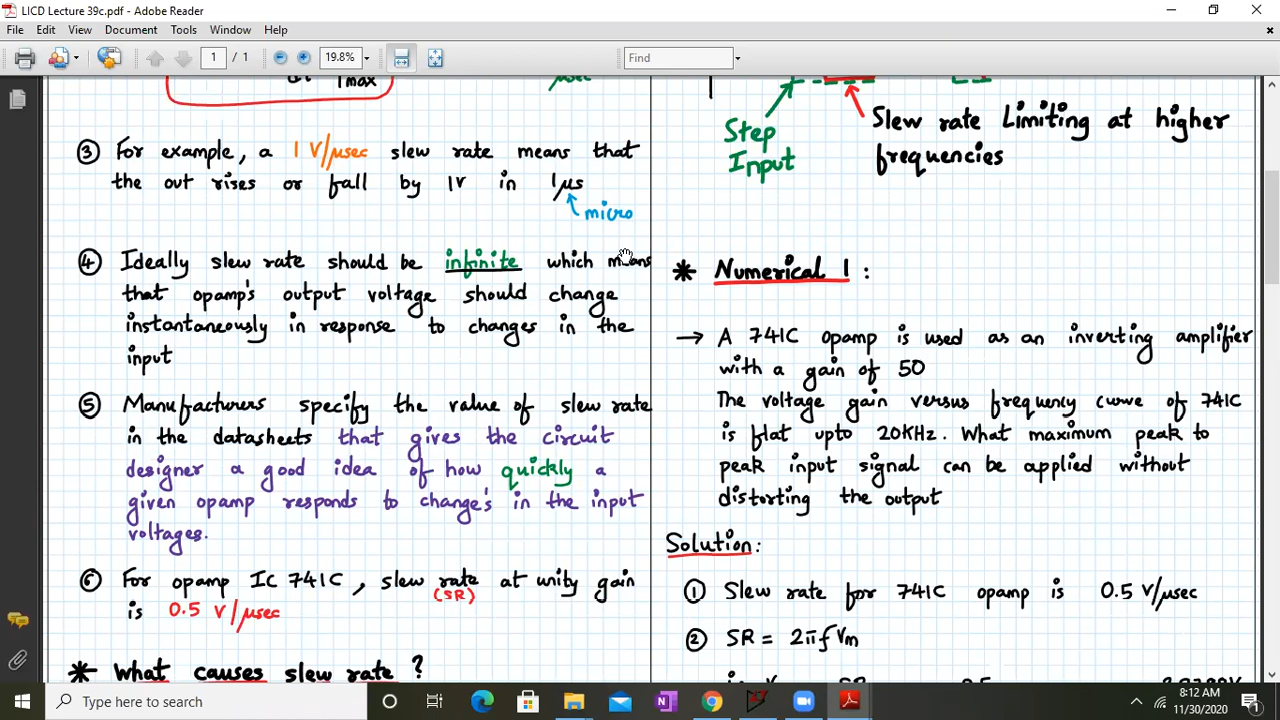 LICD Lecture 39c.pdf - Adobe Reader
File Edit View Document Tools Window Help
1 / 1 19.8% Find
dt max
μsec
③ For example, a 1 V/μsec slew rate means that
the out rises or fall by 1V in 1μs
micro
④ Ideally slew rate should be infinite which means
that opamp's output voltage should change
instantaneously in response to changes in the
input
⑤ Manufacturers specify the value of slew rate
in the datasheets that gives the circuit
designer a good idea of how quickly a
given opamp responds to change's in the input
voltages.
⑥ For opamp IC 741C, slew rate at unity gain
(SR)
is 0.5 V/μsec
* What causes slew rate ?
Step
Input
Slew rate Limiting at higher
frequencies
* Numerical 1 :
→ A 741C opamp is used as an inverting amplifier
with a gain of 50
The voltage gain versus frequency curve of 741C
is flat upto 20KHz. What maximum peak to
peak input signal can be applied without
distorting the output
Solution:
① Slew rate for 741C opamp is 0.5 V/μsec
② SR = 2πfVm
Type here to search
8:12 AM
11/30/2020